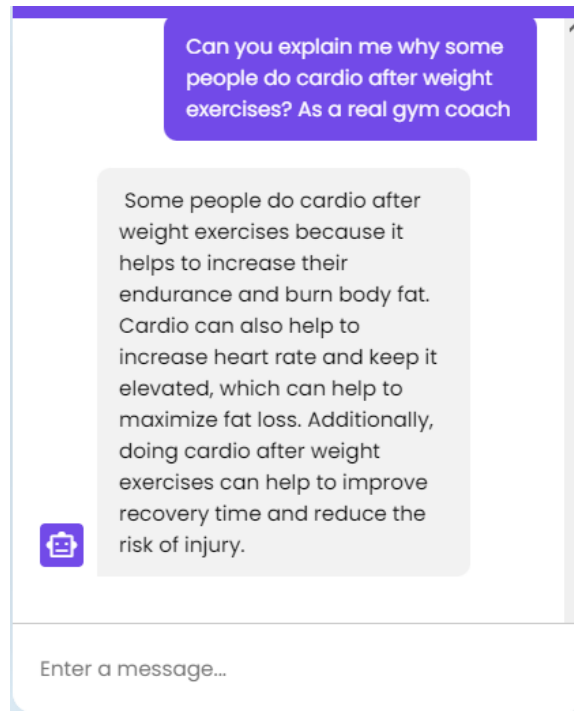 Can you explain me why some
people do cardio after weight
exercises? As a real gym coach
Some people do cardio after
weight exercises because it
helps to increase their
endurance and burn body fat.
Cardio can also help to
increase heart rate and keep it
elevated, which can help to
maximize fat loss. Additionally,
doing cardio after weight
exercises can help to improve
recovery time and reduce the
risk of injury.
Enter a message...